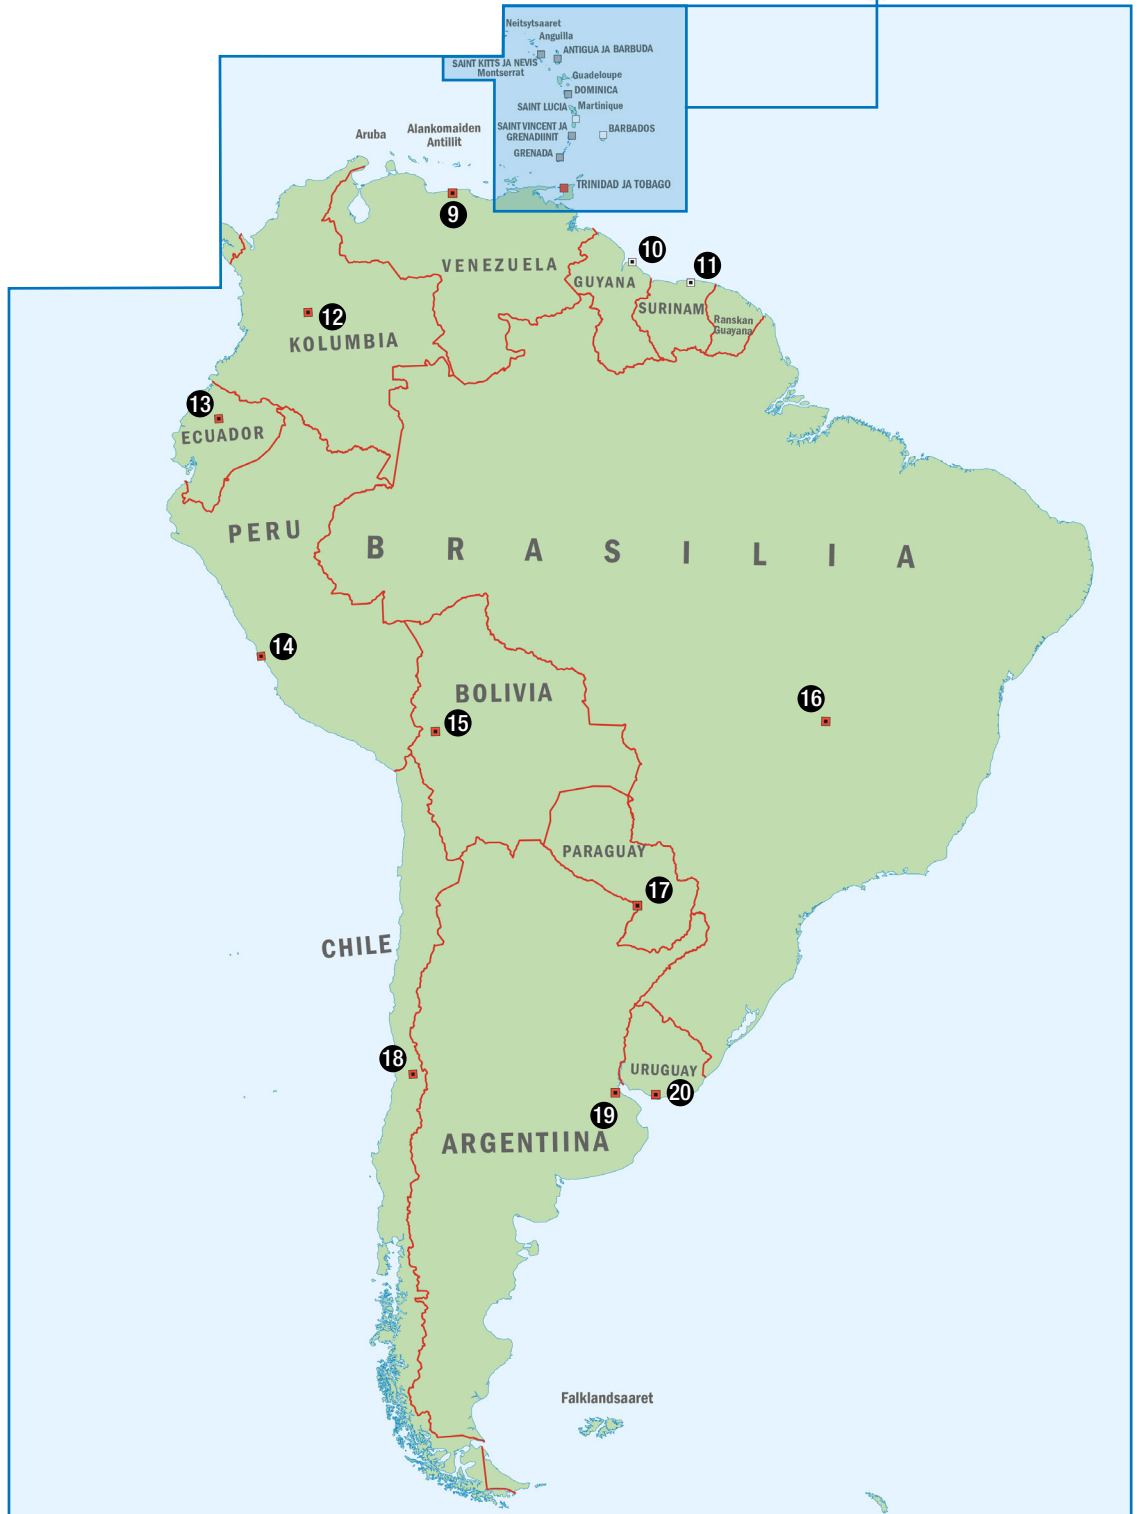 Neitsytsaaret
Anguilla
ANTIGUA JA BARBUDA
SAINT KITTS JA NEVIS
Montserrat
Guadeloupe
DOMINICA
SAINT LUCIA
Martinique
SAINT VINCENT JA
GRENADIINIT
BARBADOS
GRENADA
TRINIDAD JA TOBAGO
Aruba
Alankomaiden
Antillit
9
10
11
VENEZUELA
GUYANA
SURINAM
Ranskan
Guayana
12
KOLUMBIA
13
ECUADOR
PERU
BRASILIA
14
BOLIVIA
15
16
PARAGUAY
17
CHILE
18
URUGUAY
19
20
ARGENTIINA
Falklandsaaret